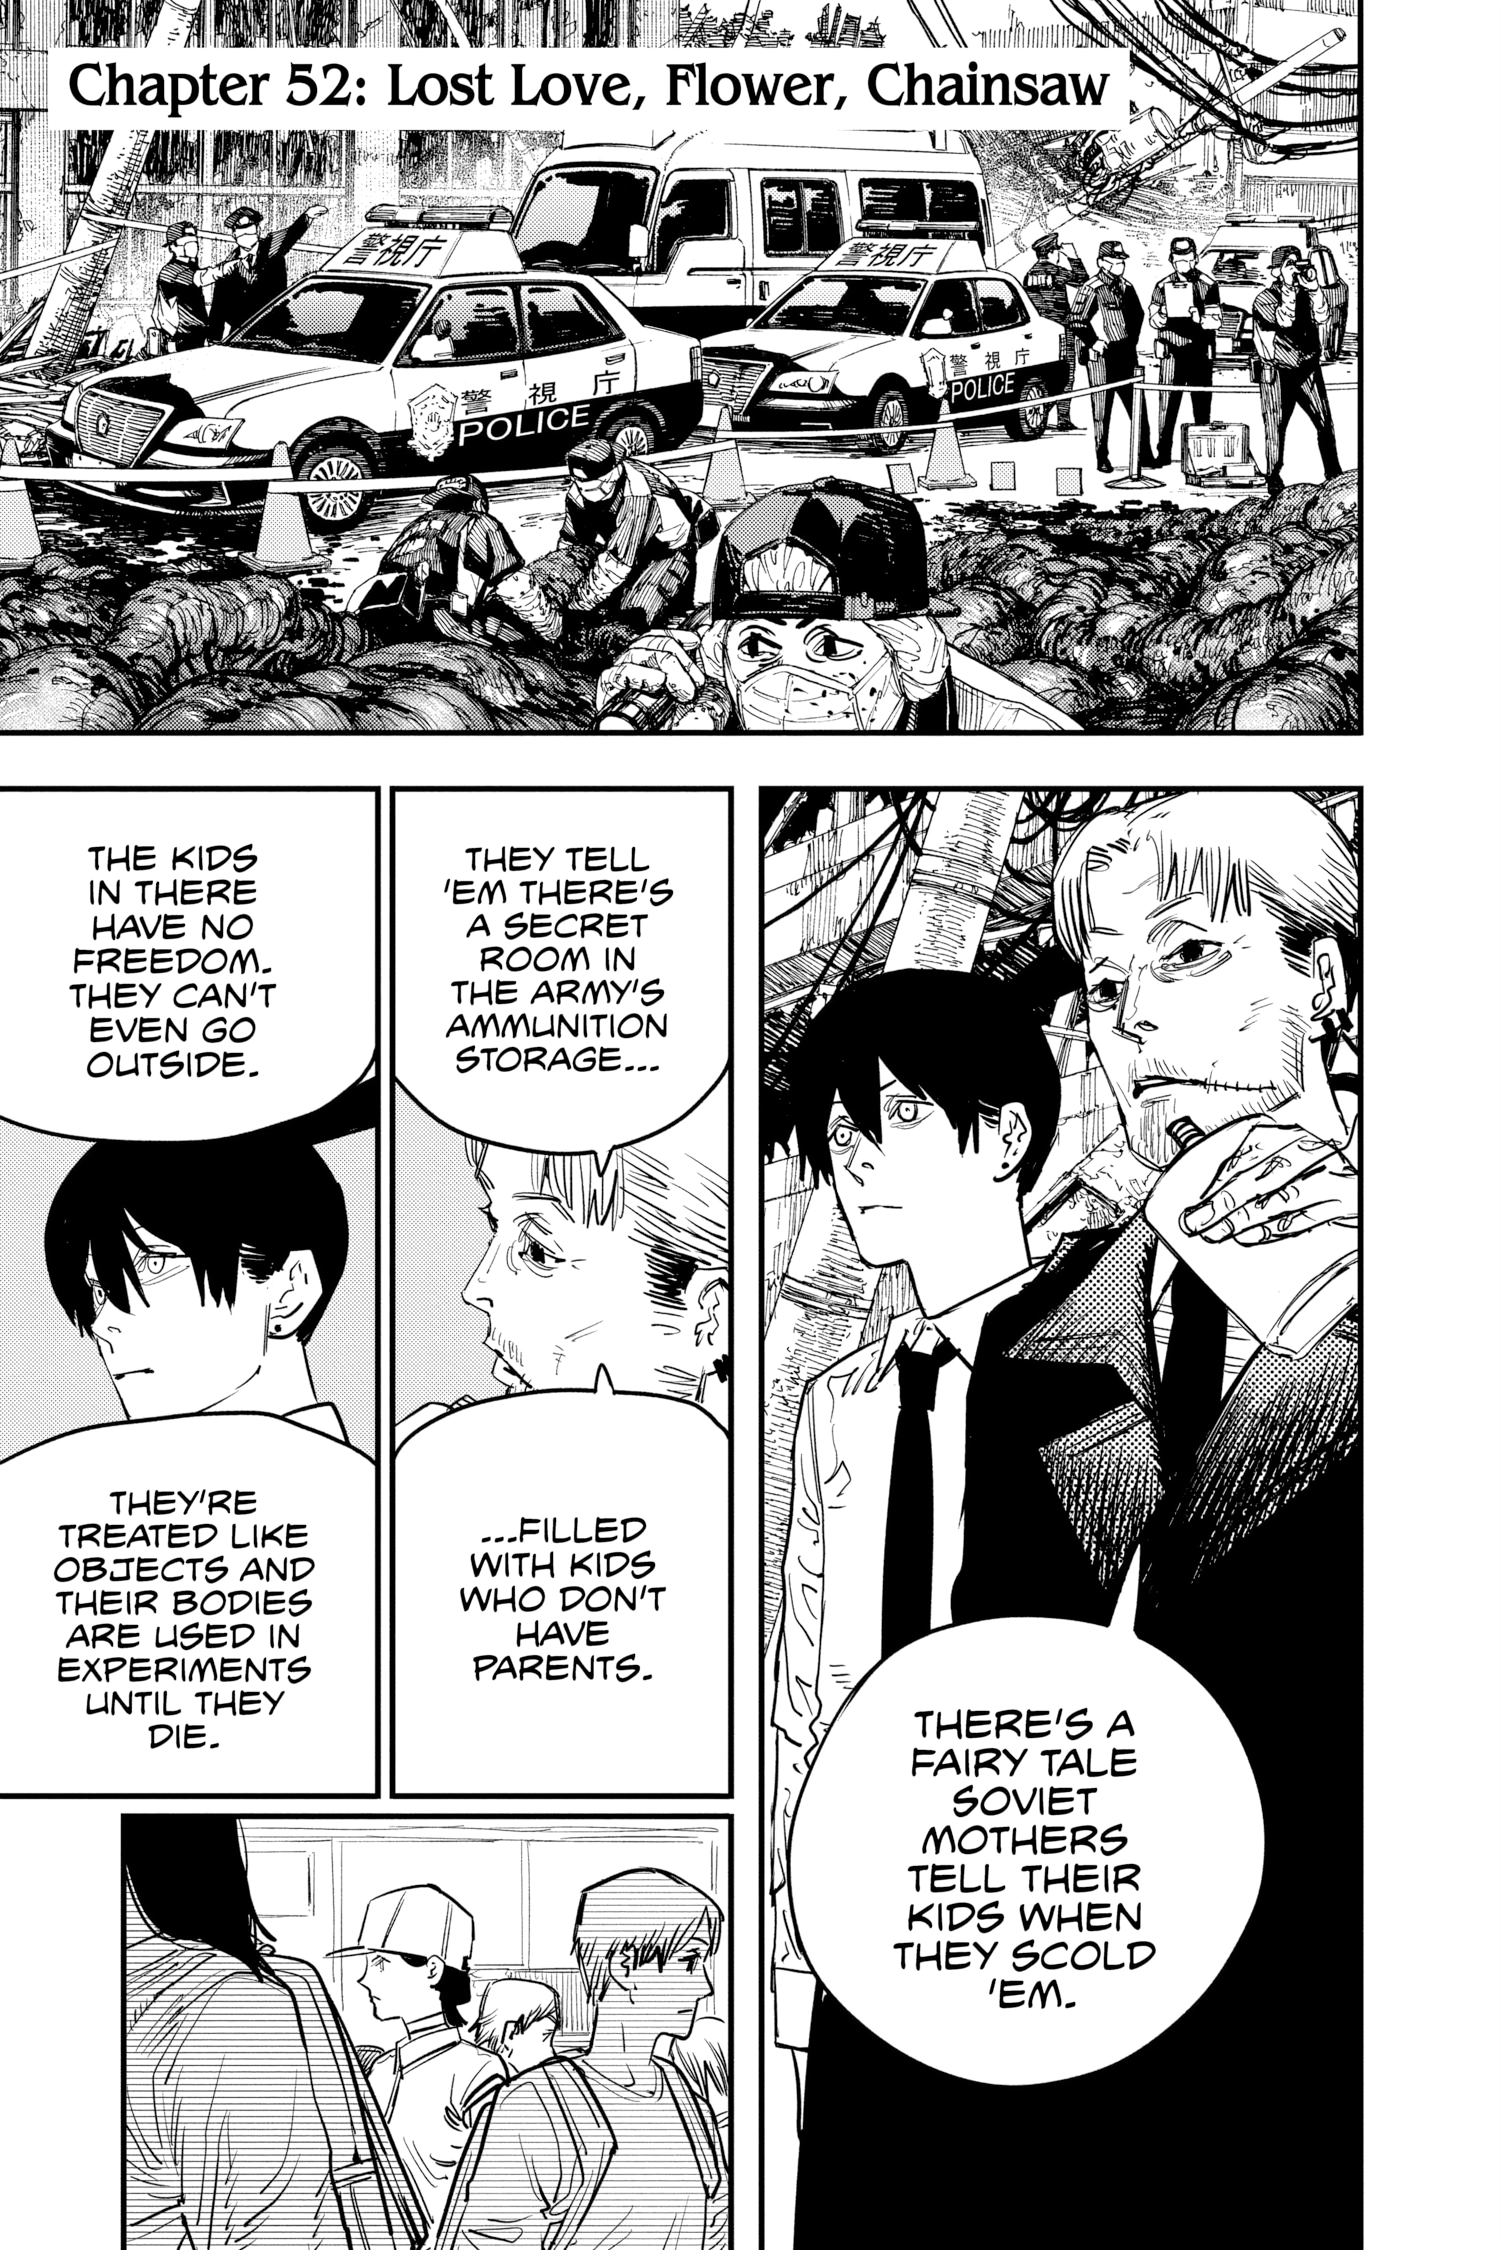 Chapter 52: Lost Love, Flower, Chainsaw
警視庁
警視庁
警視庁
POLICE
警視庁
POLICE
THERE'S A
FAIRY TALE
SOVIET
MOTHERS
TELL THEIR
KIDS WHEN
THEY SCOLD
'EM.
THEY TELL
'EM THERE'S
A SECRET
ROOM IN
THE ARMY'S
AMMUNITION
STORAGE...
...FILLED
WITH KIDS
WHO DON'T
HAVE
PARENTS.
THE KIDS
IN THERE
HAVE NO
FREEDOM.
THEY CAN'T
EVEN GO
OUTSIDE.
THEY'RE
TREATED LIKE
OBJECTS AND
THEIR BODIES
ARE USED IN
EXPERIMENTS
UNTIL THEY
DIE.